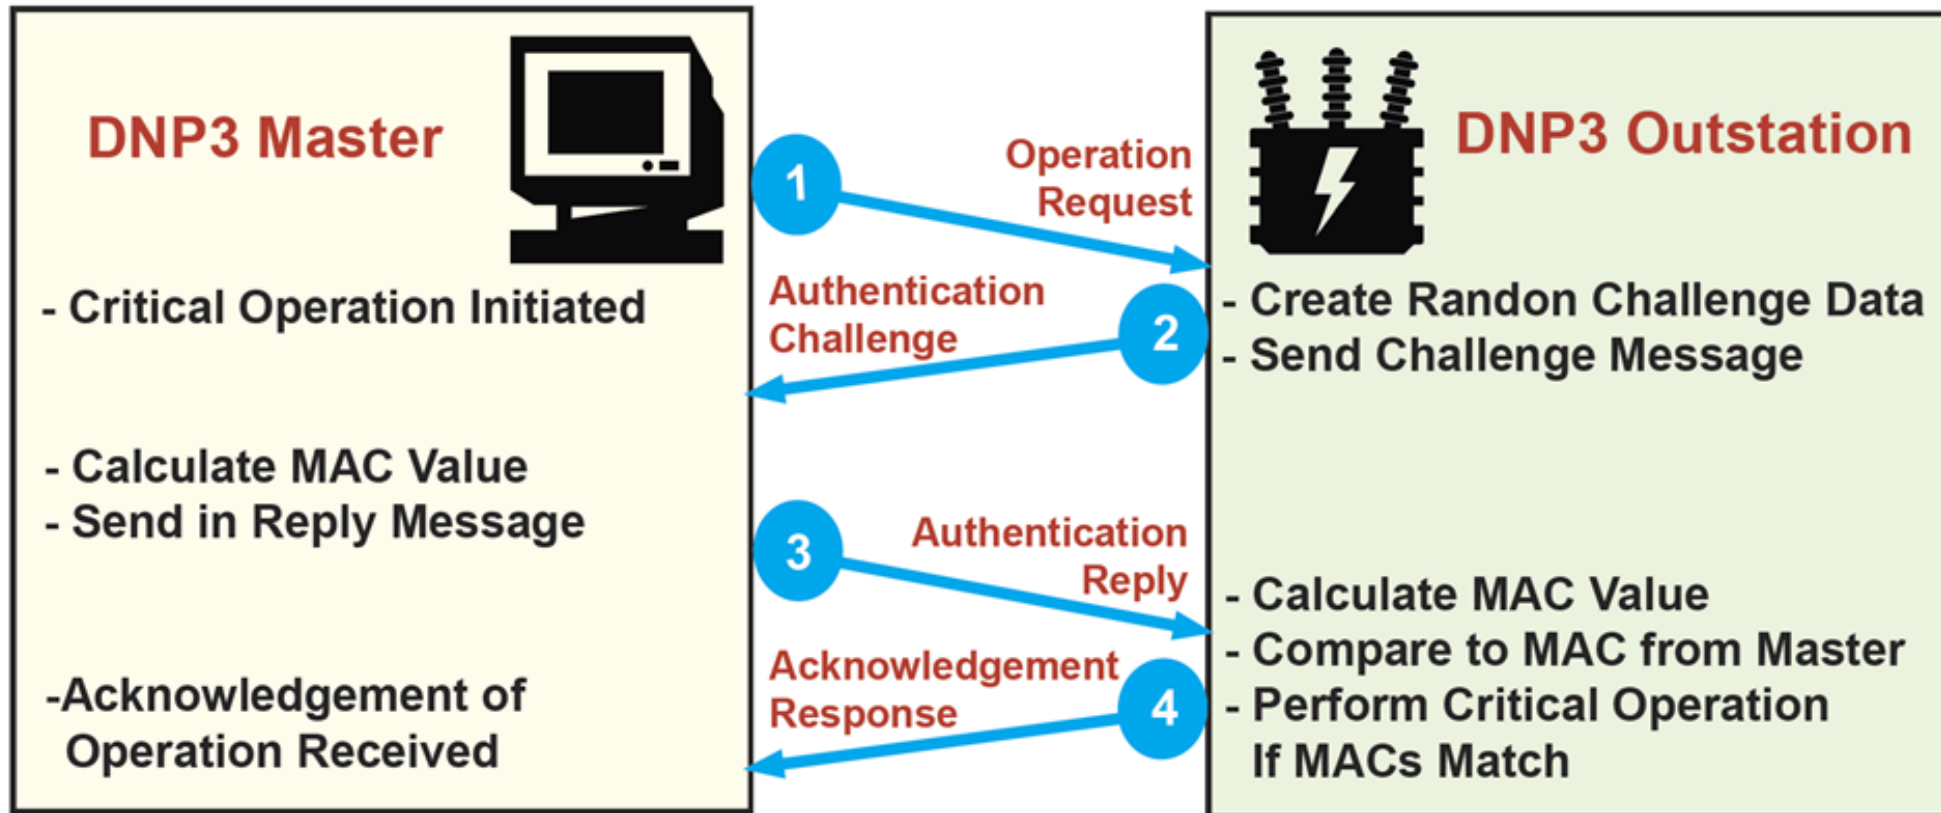 DNP3 Master
- Critical Operation Initiated
- Calculate MAC Value
- Send in Reply Message
-Acknowledgement of
Operation Received
1
Operation
Request
Authentication
Challenge
2
3
Authentication
Reply
Acknowledgement
Response
4
DNP3 Outstation
- Create Randon Challenge Data
- Send Challenge Message
- Calculate MAC Value
- Compare to MAC from Master
- Perform Critical Operation
If MACs Match